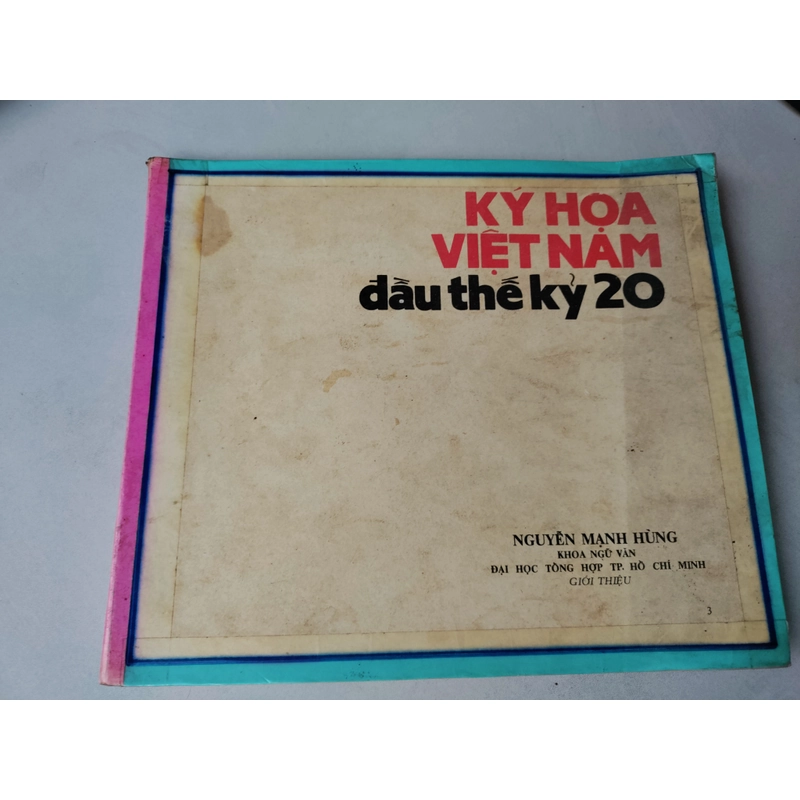 KÝ HỌA
VIỆT NAM
đầu thế kỷ 20
NGUYỄN MẠNH HÙNG
KHOA NGỮ VĂN
ĐẠI HỌC TỔNG HỢP TP. HỒ CHÍ MINH
GIỚI THIỆU
3